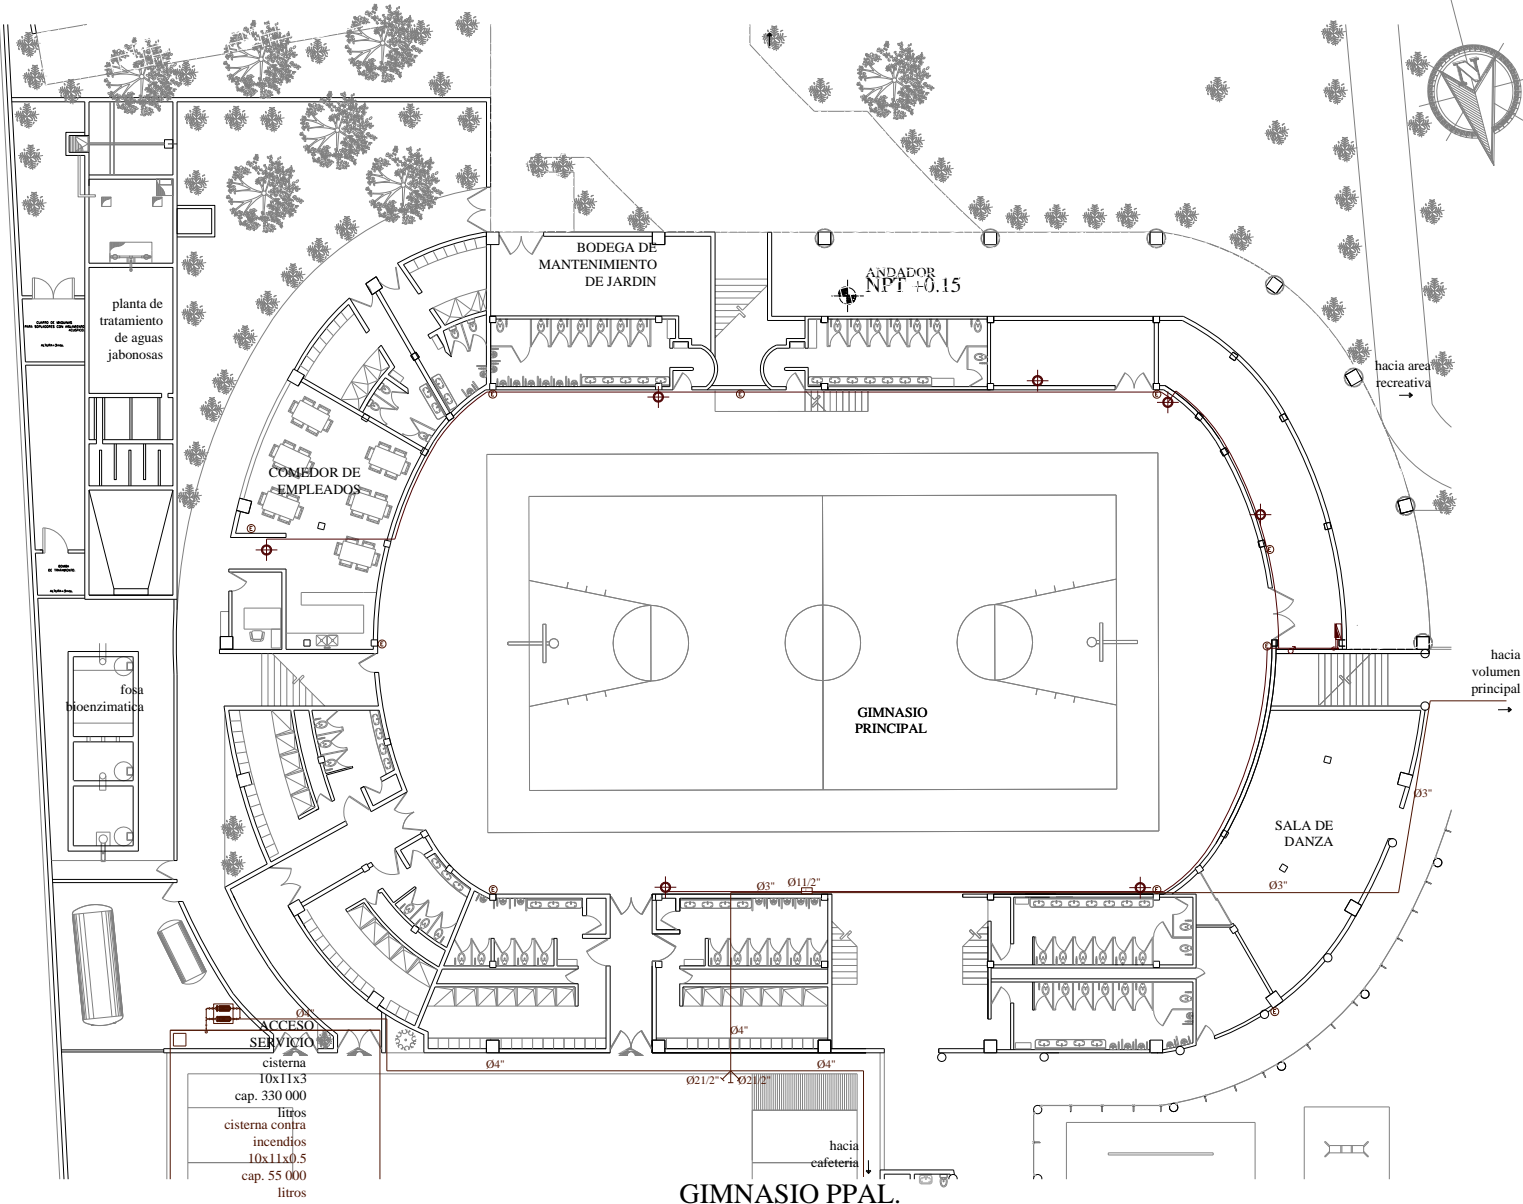 N
BODEGA DE
MANTENIMIENTO
DE JARDIN
ANDADOR
NPT +0.15
planta de
tratamiento
de aguas
jabonosas
CUARTO DE MAQUINAS
hacia area
recreativa
COMEDOR DE
EMPLEADOS
fosa
bioenzimatica
hacia
volumen
principal
GIMNASIO
PRINCIPAL
Ø3"
SALA DE
DANZA
Ø3"
Ø11/2"
Ø3"
Ø4"
ACCESO
SERVICIO
Ø4"
Ø4"
Ø4"
Ø21/2"
Ø21/2"
cisterna
10x11x3
cap. 330 000
litros
cisterna contra
incendios
10x11x0.5
cap. 55 000
litros
hacia
cafeteria
GIMNASIO PPAL.